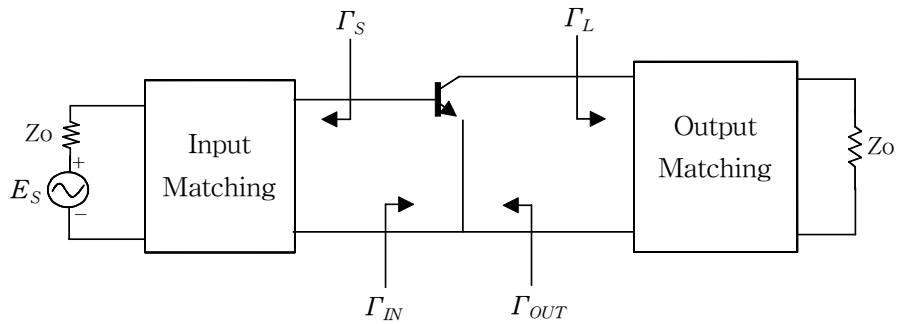 Γ_S
Γ_L
Zo
+
E_S
−
Input
Matching
Output
Matching
Zo
Γ_IN
Γ_OUT